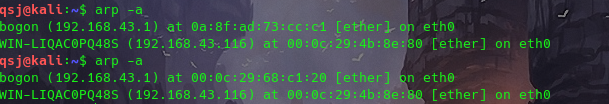 qsj@kali:~$ arp -a
bogon (192.168.43.1) at 0a:8f:ad:73:cc:c1 [ether] on eth0
WIN-LIQAC0PQ48S (192.168.43.116) at 00:0c:29:4b:8e:80 [ether] on eth0
qsj@kali:~$ arp -a
bogon (192.168.43.1) at 00:0c:29:68:c1:20 [ether] on eth0
WIN-LIQAC0PQ48S (192.168.43.116) at 00:0c:29:4b:8e:80 [ether] on eth0